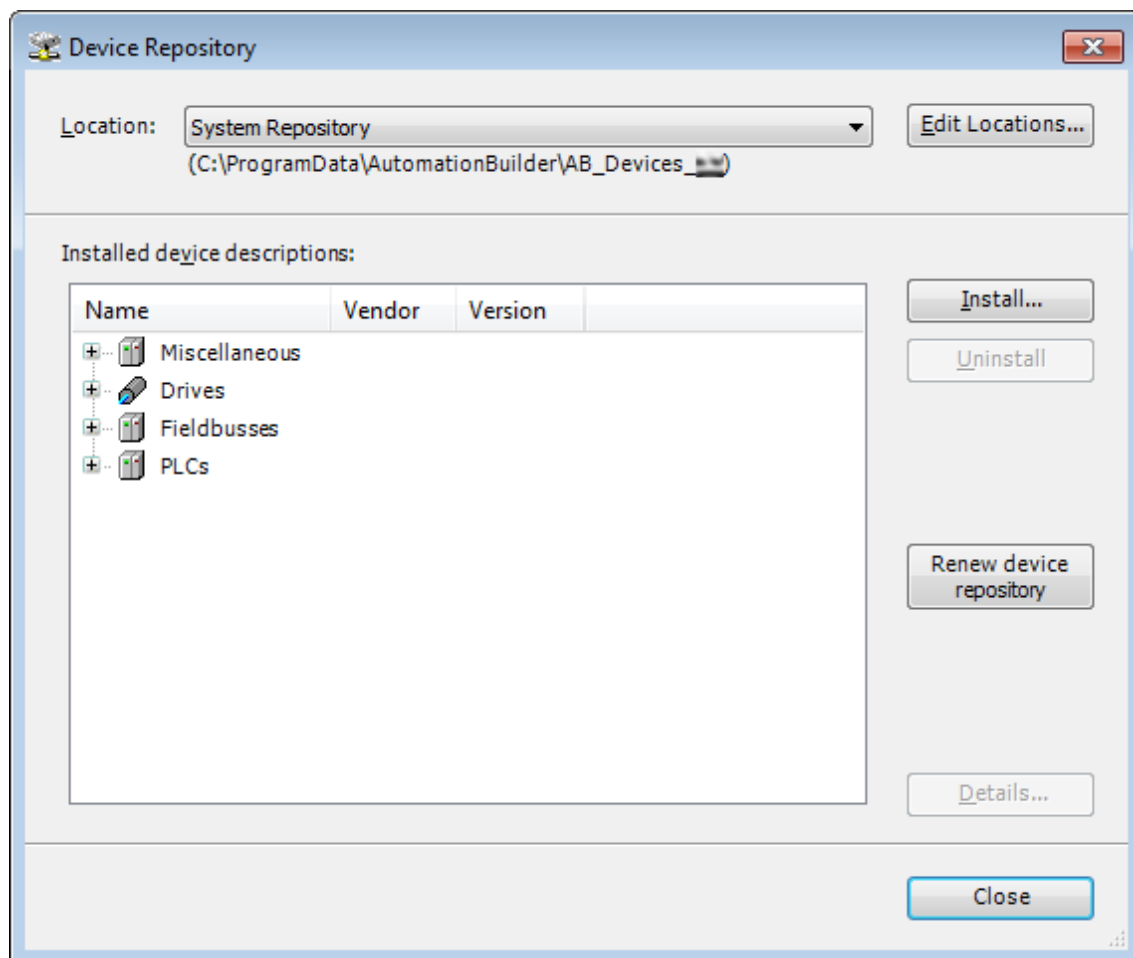 Device Repository
Location: System Repository Edit Locations...
(C:\ProgramData\AutomationBuilder\AB_Devices_ )
Installed device descriptions:
Name Vendor Version
Install...
Miscellaneous
Uninstall
Drives
Fieldbusses
PLCs
Renew device
repository
Details...
Close